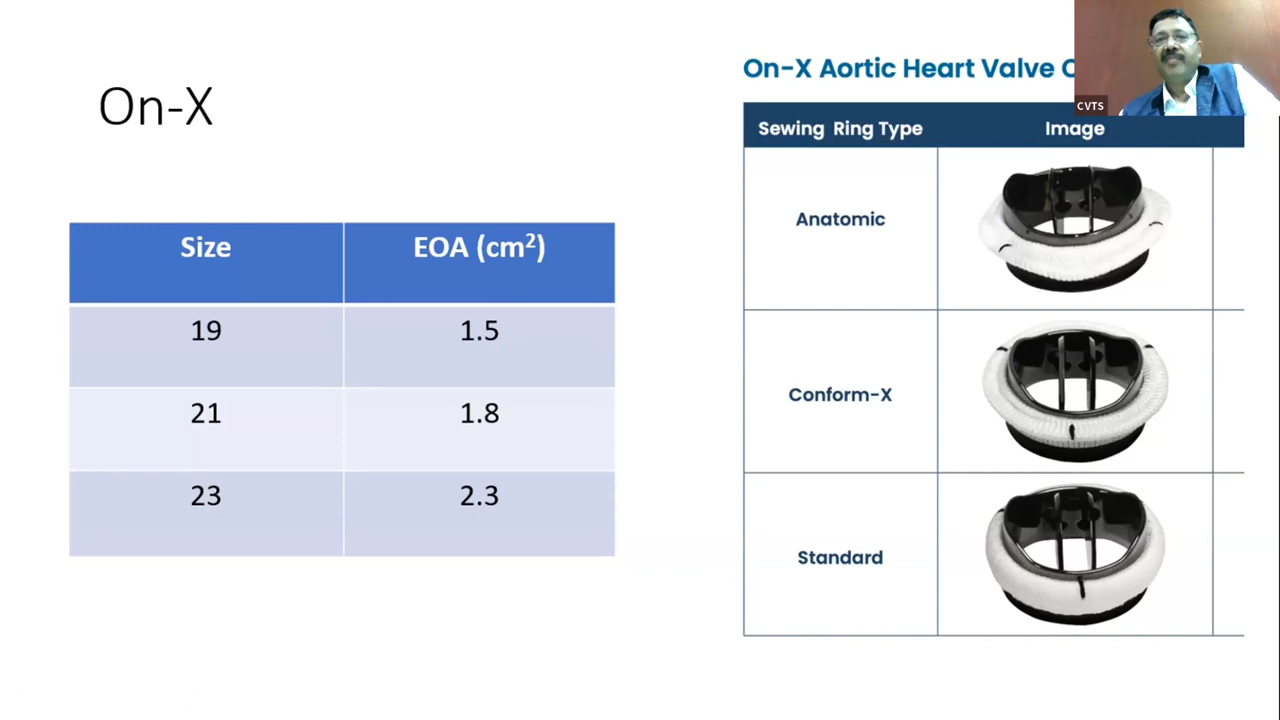 On-X
Size EOA (cm²)
19 1.5
21 1.8
23 2.3
On-X Aortic Heart Valve
CVTS
Sewing Ring Type Image
Anatomic
Conform-X
Standard